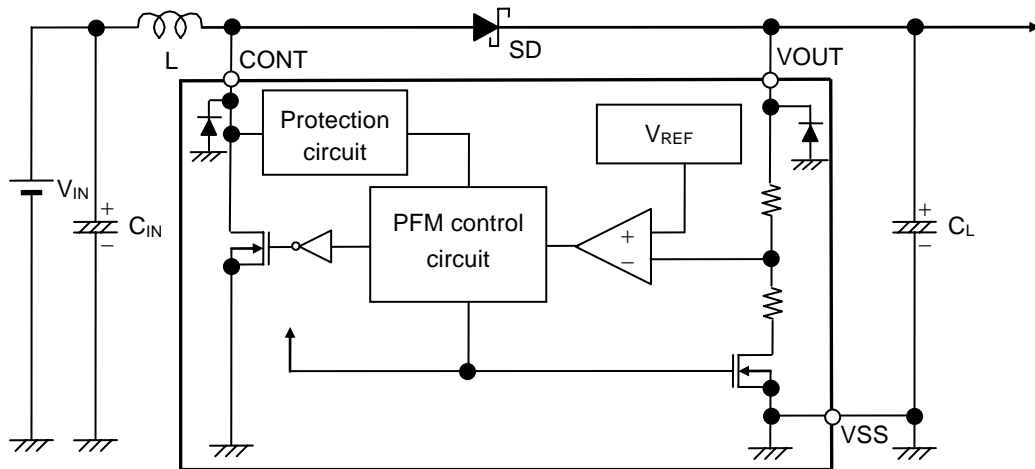 L
CONT
SD
VOUT
Protection
circuit
VREF
VIN
+
CIN
−
PFM control
circuit
+
−
+
CL
−
VSS